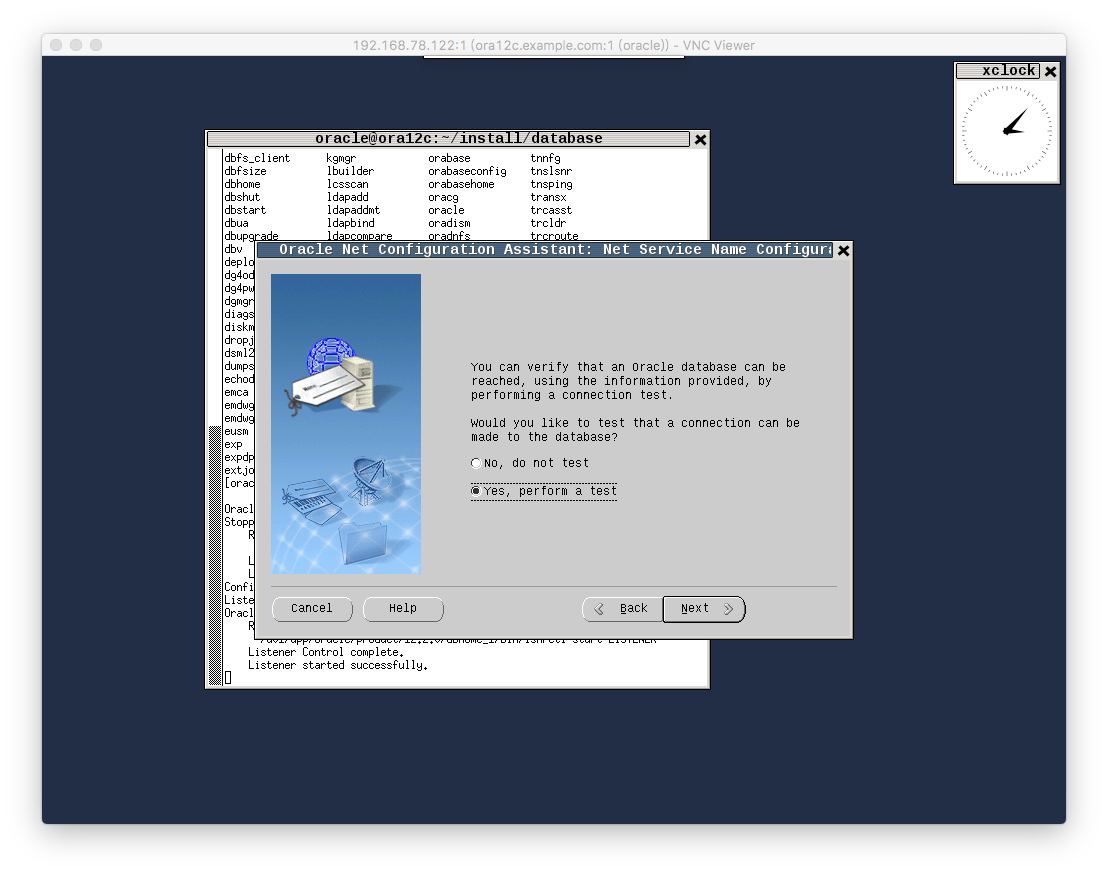 192.168.78.122:1 (ora12c.example.com:1 (oracle)) - VNC Viewer
xclock
oracle@ora12c:~/install/database
dbfs_client kgmgr orabase tnnfg
dbfsize lbuilder orabaseconfig tnslsnr
dbhome lcsscan orabasehome tnsping
dbshut ldapadd oracg transx
dbstart ldapaddmt oracle trcasst
dbua ldapbind oradism trcldr
dbupgrade ldapcompare oradnfs trcroute
dbv
deplo
dg4od
dg4pw
dgmgr
diags
diskm
dropj
dsml2
dumps
echod
emca
emdwg
emdwg
eusm
exp
expdp
extjo
[orac
Oracl
Stopp
R
L
L
Confi
Liste
Oracl
R
Listener Control complete.
Listener started successfully.
Oracle Net Configuration Assistant: Net Service Name Configura
You can verify that an Oracle database can be
reached, using the information provided, by
performing a connection test.
Would you like to test that a connection can be
made to the database?
No, do not test
Yes, perform a test
Cancel Help Back Next